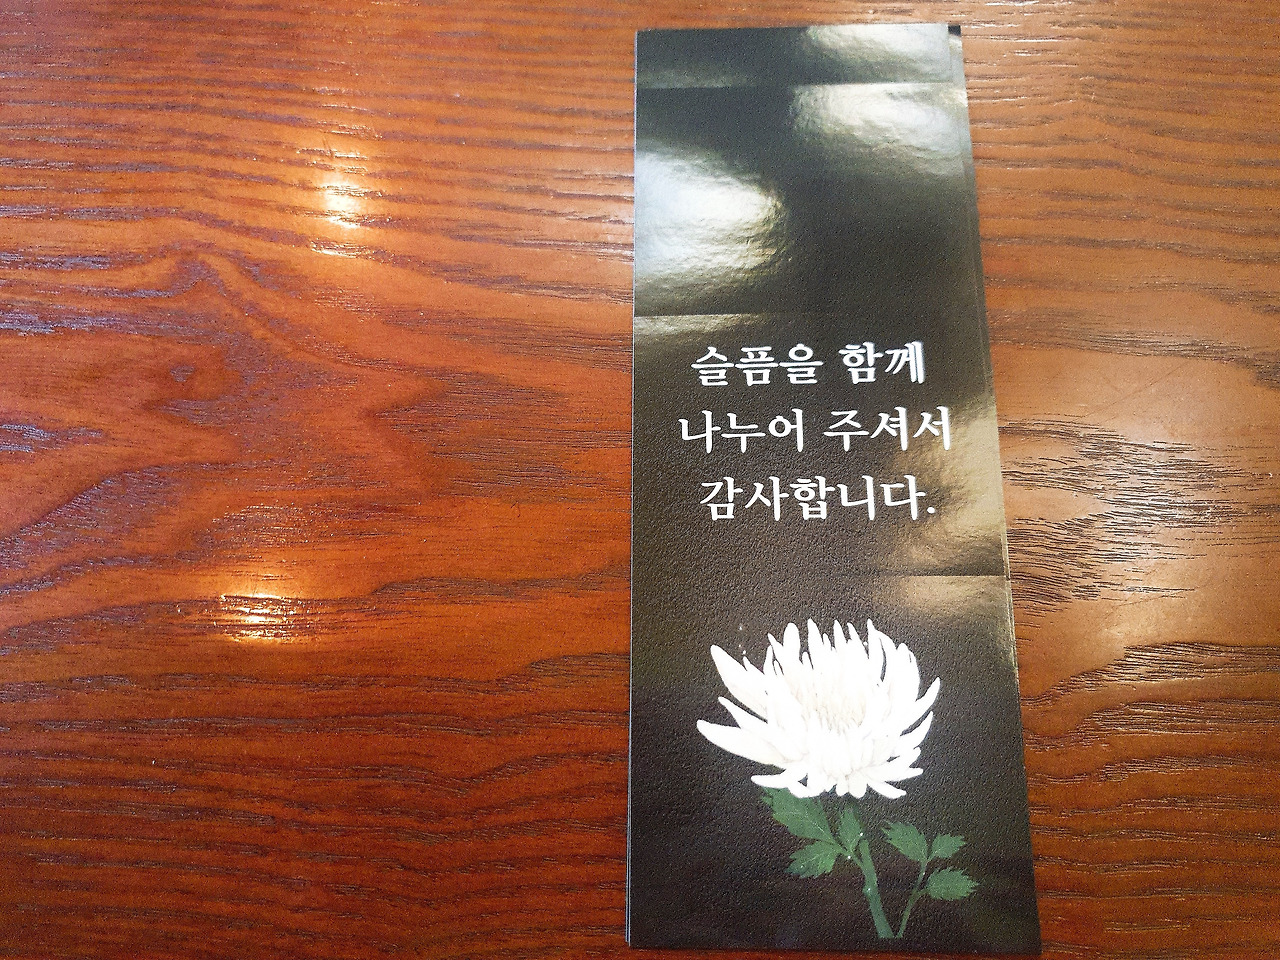 슬픔을 함께
나누어 주셔서
감사합니다.